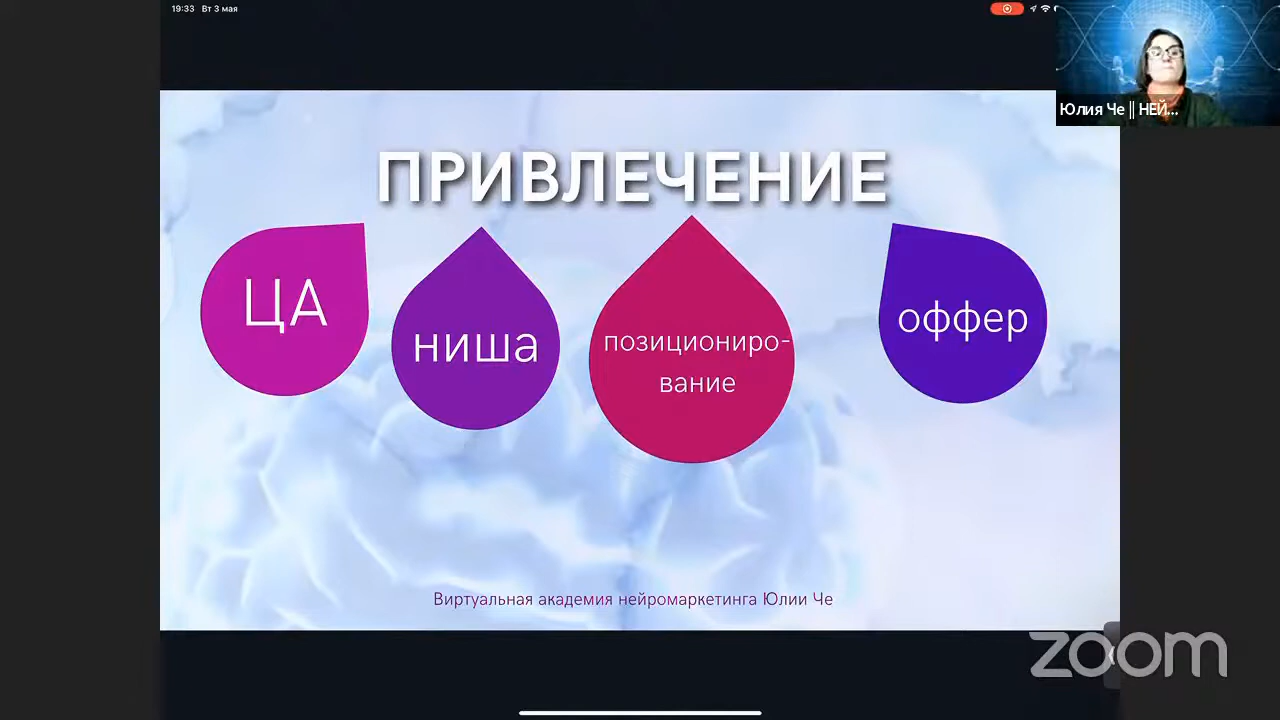 19:33 Вт 3 мая
Юлия Че || НЕЙ...
ПРИВЛЕЧЕНИЕ
ЦА
ниша
позициониро-
вание
оффер
Виртуальная академия нейромаркетинга Юлии Че
zoom